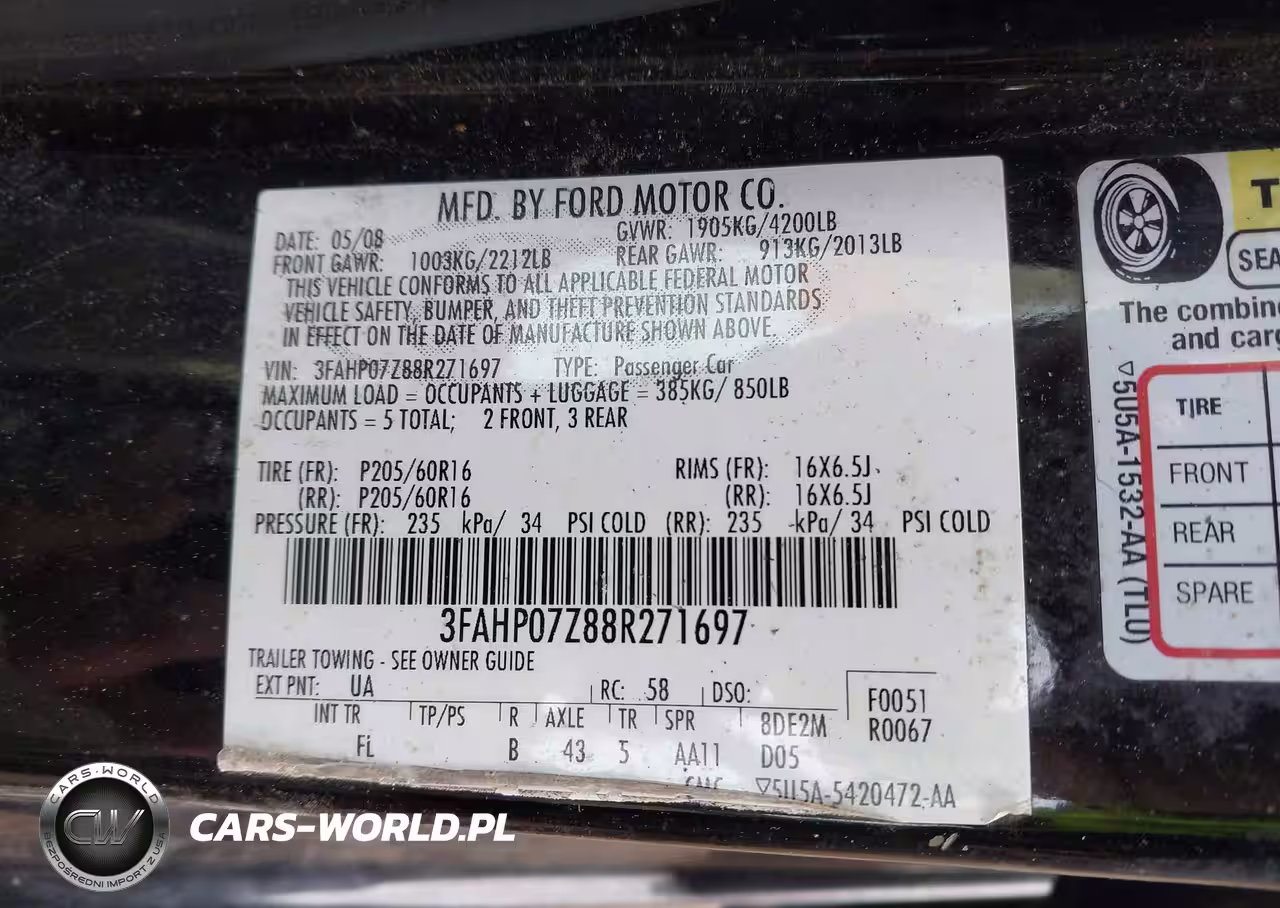 MFD. BY FORD MOTOR CO.
DATE: 05/08
GVWR: 1905KG/4200LB
FRONT GAWR: 1003KG/2212LB REAR GAWR: 913KG/2013LB
THIS VEHICLE CONFORMS TO ALL APPLICABLE FEDERAL MOTOR
VEHICLE SAFETY, BUMPER, AND THEFT PREVENTION STANDARDS
IN EFFECT ON THE DATE OF MANUFACTURE SHOWN ABOVE.
VIN: 3FAHP07Z88R271697 TYPE: Passenger Car
MAXIMUM LOAD = OCCUPANTS + LUGGAGE = 385KG/ 850LB
OCCUPANTS = 5 TOTAL; 2 FRONT, 3 REAR
TIRE (FR): P205/60R16 RIMS (FR): 16X6.5J
(RR): P205/60R16 (RR): 16X6.5J
PRESSURE (FR): 235 kPa/ 34 PSI COLD (RR): 235 kPa/ 34 PSI COLD
3FAHP07Z88R271697
TRAILER TOWING - SEE OWNER GUIDE
EXT PNT: UA RC: 58 DSO:
F0051
R0067
INT TR TP/PS R AXLE TR SPR 8DE2M
FL B 43 5 AA11 D05
▽5U5A-5420472-AA
The
and
▽5U5A-1532-AA (TLU)
TIRE
FRONT
REAR
SPARE
CARS-WORLD
CW
BEZPOŚREDNI IMPORT Z USA
CARS-WORLD.PL